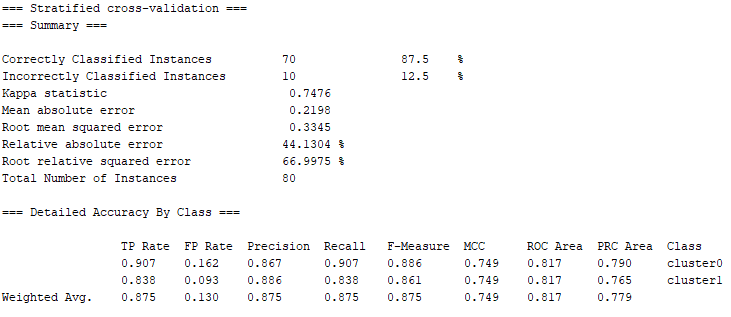 === Stratified cross-validation ===
=== Summary ===
Correctly Classified Instances 70 87.5 %
Incorrectly Classified Instances 10 12.5 %
Kappa statistic 0.7476
Mean absolute error 0.2198
Root mean squared error 0.3345
Relative absolute error 44.1304 %
Root relative squared error 66.9975 %
Total Number of Instances 80
=== Detailed Accuracy By Class ===
TP Rate FP Rate Precision Recall F-Measure MCC ROC Area PRC Area Class
0.907 0.162 0.867 0.907 0.886 0.749 0.817 0.790 cluster0
0.838 0.093 0.886 0.838 0.861 0.749 0.817 0.765 cluster1
Weighted Avg. 0.875 0.130 0.875 0.875 0.875 0.749 0.817 0.779